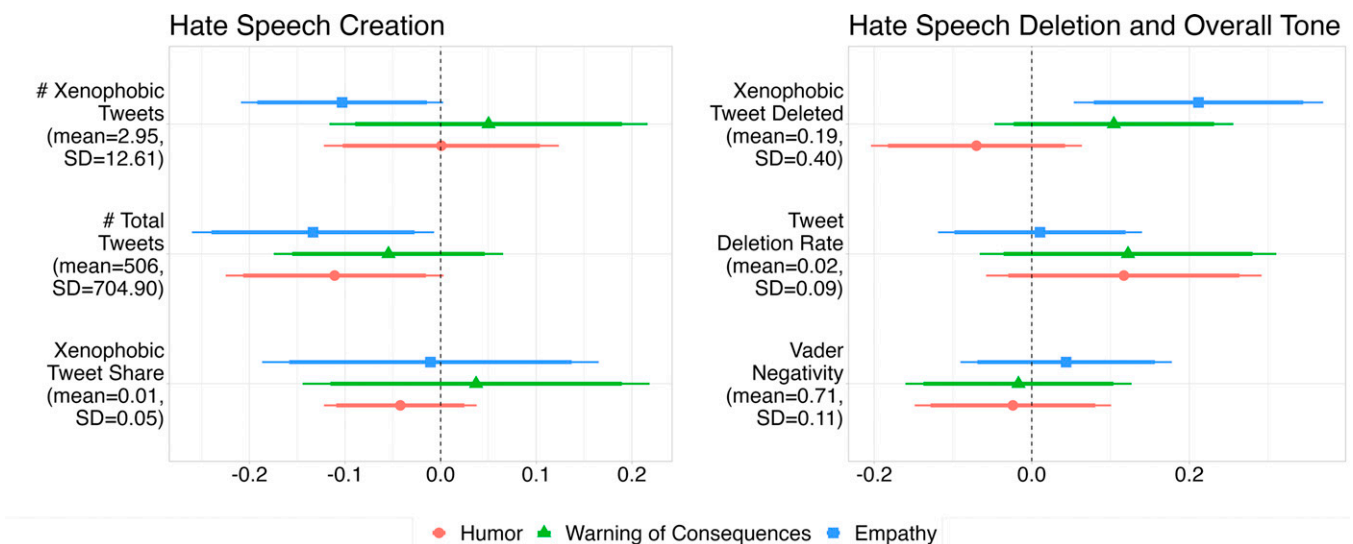 Hate Speech Creation
# Xenophobic
Tweets
(mean=2.95,
SD=12.61)
# Total
Tweets
(mean=506,
SD=704.90)
Xenophobic
Tweet Share
(mean=0.01,
SD=0.05)
-0.2 -0.1 0.0 0.1 0.2
Hate Speech Deletion and Overall Tone
Xenophobic
Tweet Deleted
(mean=0.19,
SD=0.40)
Tweet
Deletion Rate
(mean=0.02,
SD=0.09)
Vader
Negativity
(mean=0.71,
SD=0.11)
-0.2 0.0 0.2
Humor Warning of Consequences Empathy